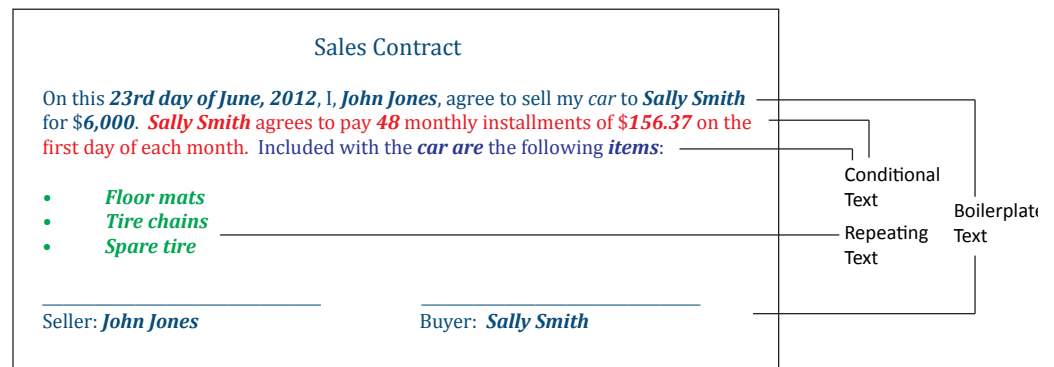 Sales Contract
On this 23rd day of June, 2012, I, John Jones, agree to sell my car to Sally Smith
for $6,000. Sally Smith agrees to pay 48 monthly installments of $156.37 on the
first day of each month. Included with the car are the following items:
• Floor mats
• Tire chains
• Spare tire
Seller: John Jones
Buyer: Sally Smith
Conditional
Text
Repeating
Text
Boilerplate
Text